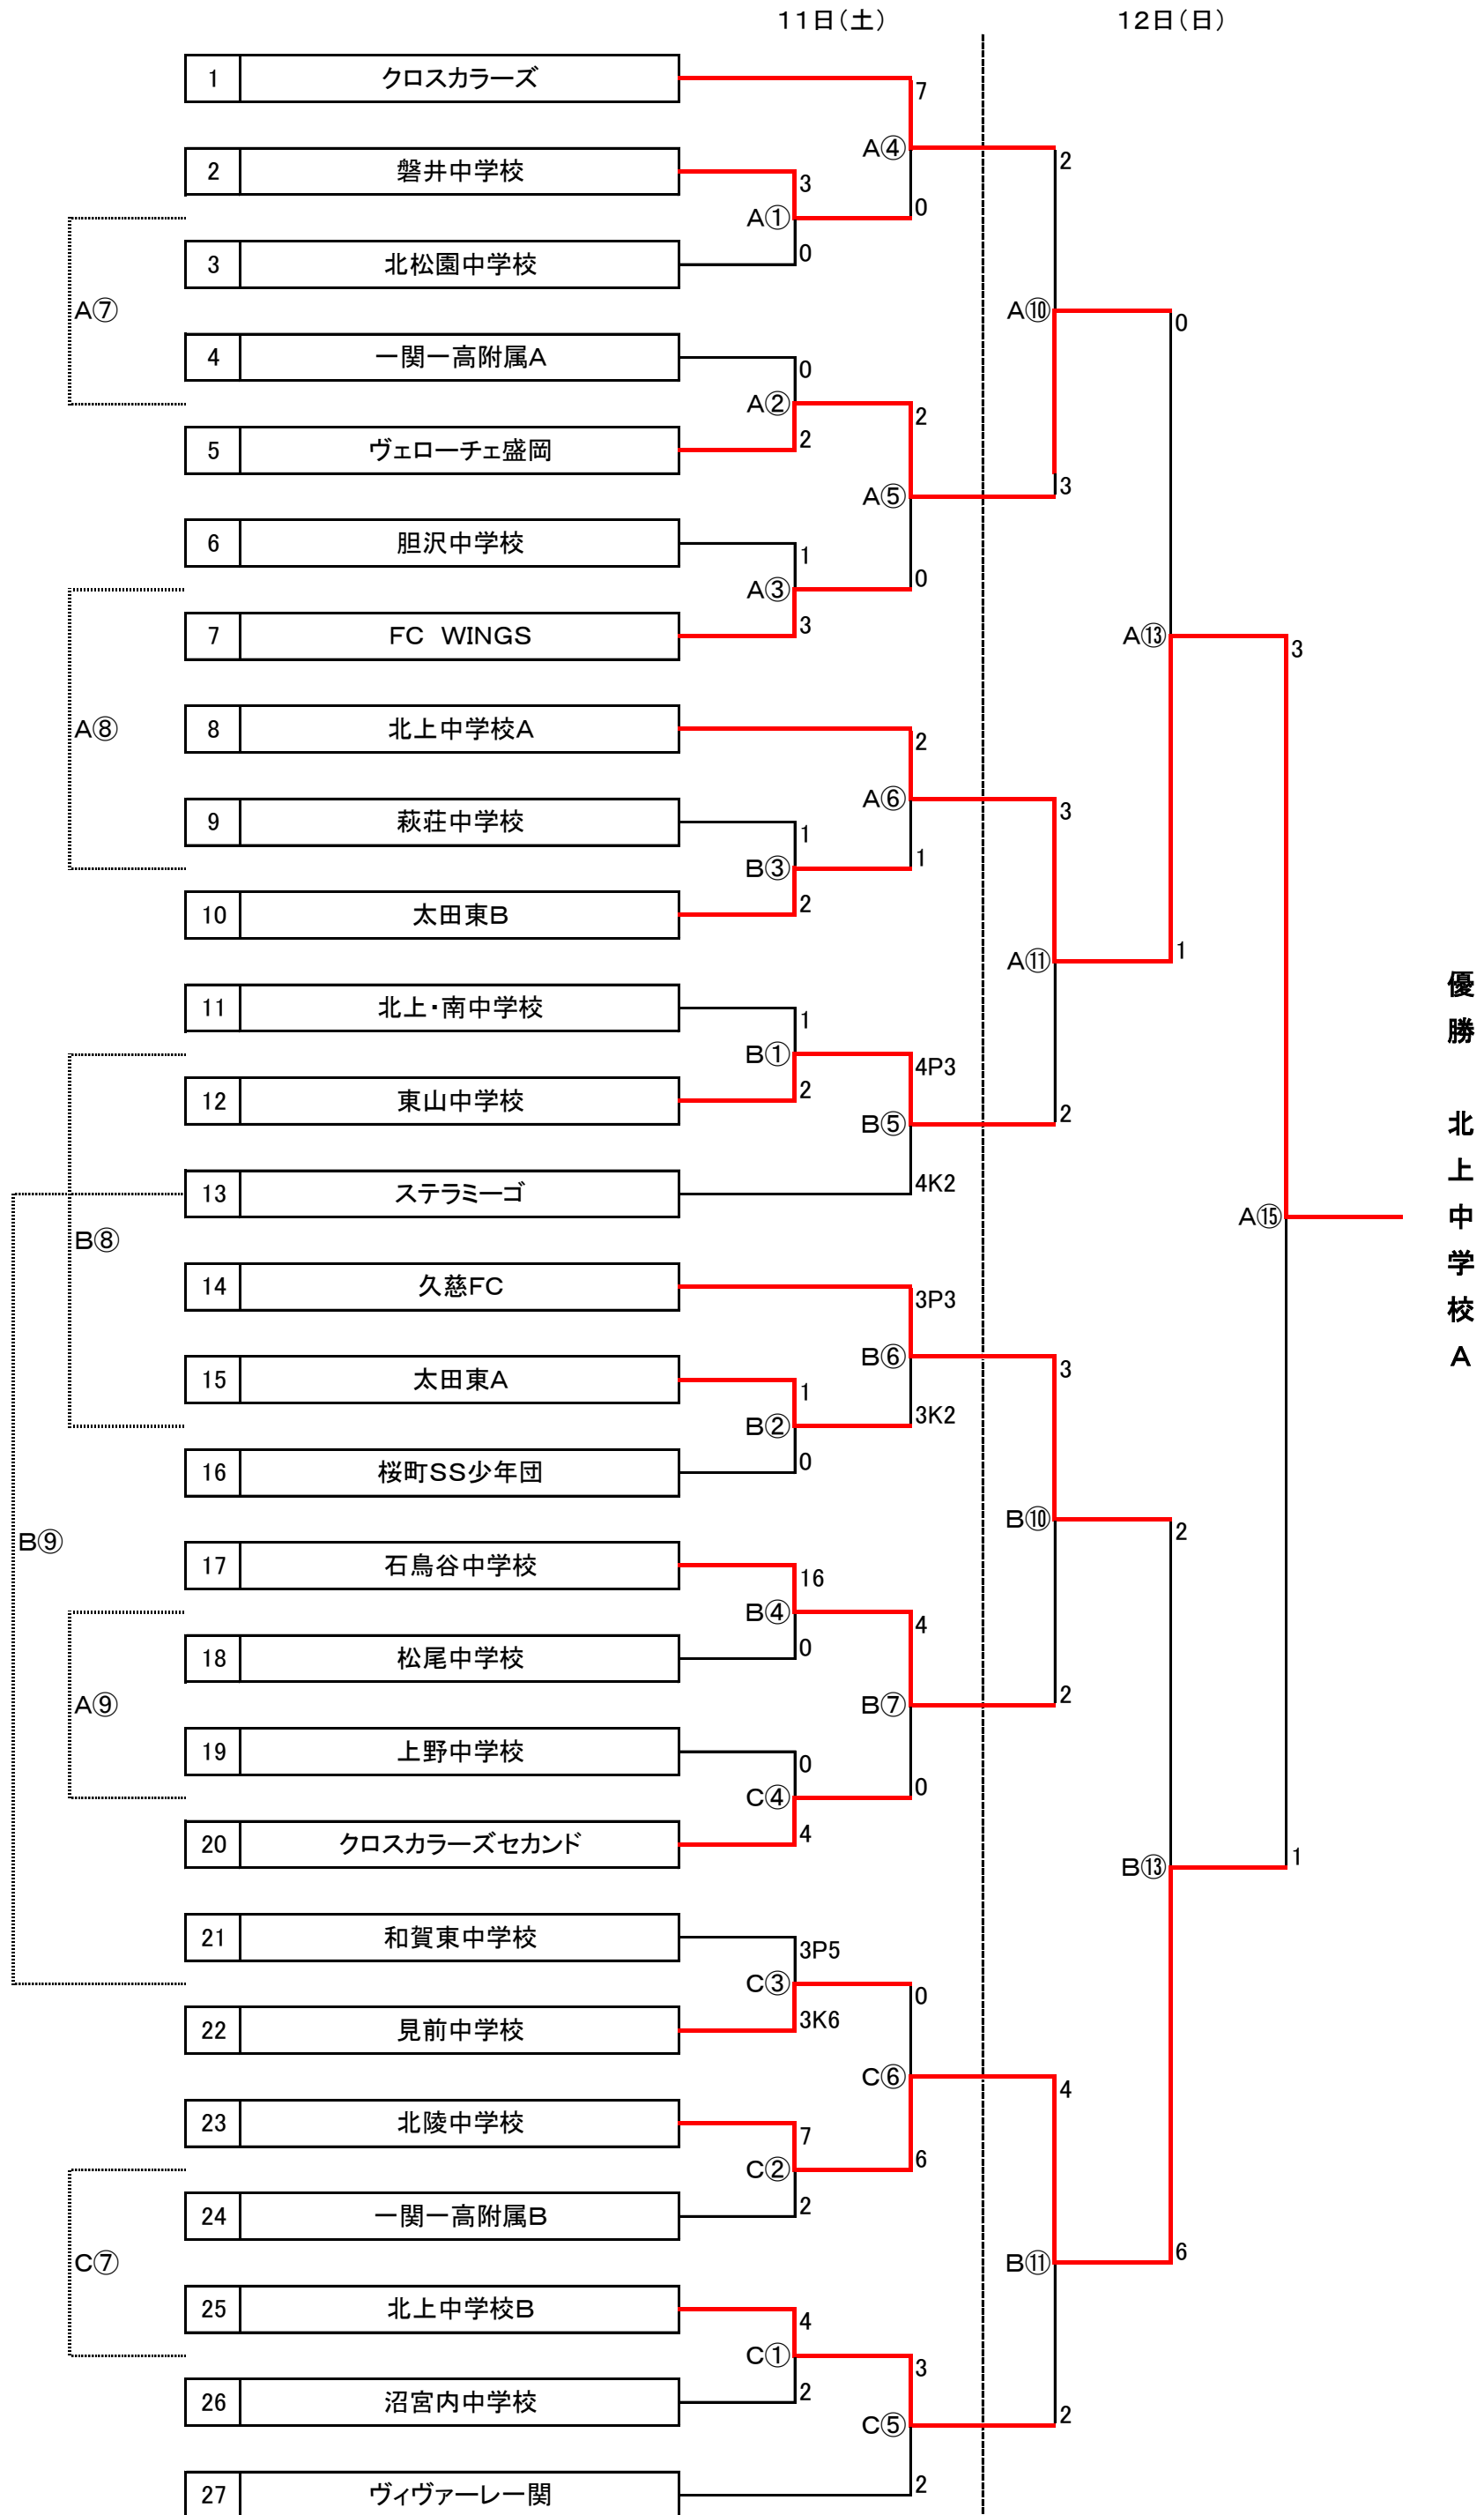 11日(土)
12日(日)
1 クロスカラーズ
7
A④
2
2 磐井中学校
3
A①
0
0
3 北松園中学校
A⑦
A⑩
0
4 一関一高附属A
0
A②
2
2
5 ヴェローチェ盛岡
A⑤
3
6 胆沢中学校
1
A③
0
3
7 FC WINGS
A⑬
3
A⑧
8 北上中学校A
2
A⑥
3
9 萩荘中学校
1
B③
1
2
10 太田東B
A⑪
1
11 北上・南中学校
1
B①
4P3
2
12 東山中学校
B⑤
2
13 ステラミーゴ
4K2
B⑧
A⑮
優勝 北上中学校A
14 久慈FC
3P3
B⑥
3
15 太田東A
1
B②
3K2
0
16 桜町SS少年団
B⑨
B⑩
2
17 石鳥谷中学校
16
B④
4
0
18 松尾中学校
A⑨
B⑦
2
19 上野中学校
0
C④
0
4
20 クロスカラーズセカンド
B⑬
1
21 和賀東中学校
3P5
C③
0
3K6
22 見前中学校
C⑥
4
23 北陵中学校
7
C②
6
2
24 一関一高附属B
C⑦
B⑪
6
25 北上中学校B
4
C①
3
2
26 沼宮内中学校
C⑤
2
27 ヴィヴァーレ一関
2